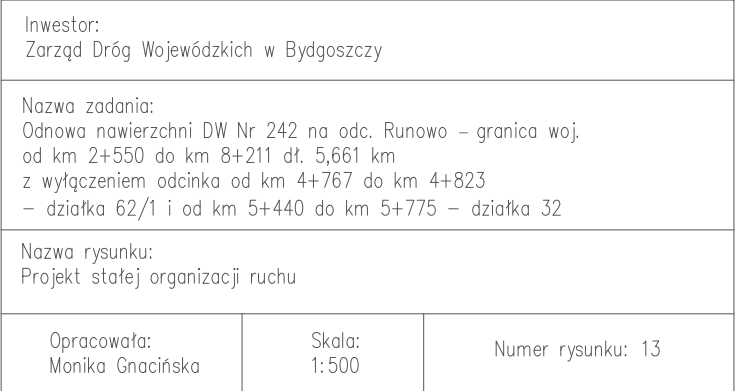 Inwestor:
Zarząd Dróg Wojewódzkich w Bydgoszczy
Nazwa zadania:
Odnowa nawierzchni DW Nr 242 na odc. Runowo – granica woj.
od km 2+550 do km 8+211 dł. 5,661 km
z wyłączeniem odcinka od km 4+767 do km 4+823
– działka 62/1 i od km 5+440 do km 5+775 – działka 32
Nazwa rysunku:
Projekt stałej organizacji ruchu
Opracowała:
Monika Gnacińska
Skala:
1:500
Numer rysunku: 13